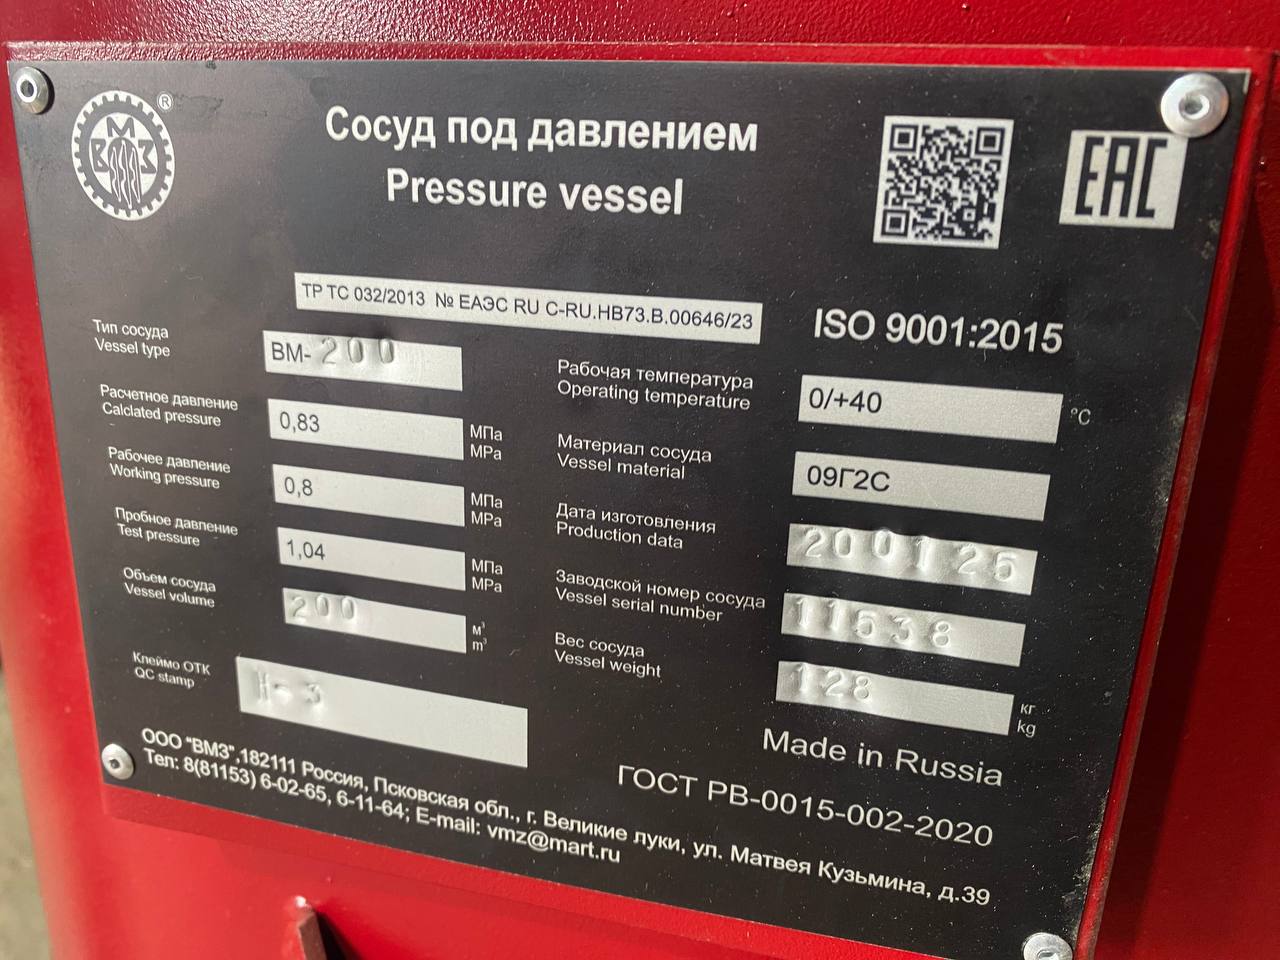 ВМЗ
®
Сосуд под давлением
Pressure vessel
EAC
ТР ТС 032/2013 № ЕАЭС RU C-RU.НВ73.В.00646/23
ISO 9001:2015
Тип сосуда
Vessel type
ВМ-200
Расчетное давление
Calclated pressure
0,83
МПа
MPa
Рабочее давление
Working pressure
0,8
МПа
MPa
Пробное давление
Test pressure
1,04
МПа
MPa
Объем сосуда
Vessel volume
200
м³
m³
Клеймо ОТК
QC stamp
Н-3
Рабочая температура
Operating temperature
0/+40
°C
Материал сосуда
Vessel material
09Г2С
Дата изготовления
Production data
200125
Заводской номер сосуда
Vessel serial number
11538
Вес сосуда
Vessel weight
128
кг
kg
Made in Russia
ГОСТ РВ-0015-002-2020
ООО "ВМЗ",182111 Россия, Псковская обл., г. Великие луки, ул. Матвея Кузьмина, д.39
Тел: 8(81153) 6-02-65, 6-11-64; E-mail: vmz@mart.ru